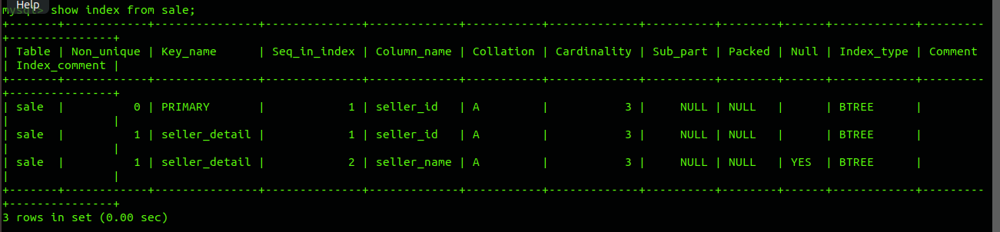 Help
mysql> show index from sale;
+-------+------------+---------------+--------------+-------------+-----------+-------------+----------+--------+------+------------+---------
+---------------+
| Table | Non_unique | Key_name      | Seq_in_index | Column_name | Collation | Cardinality | Sub_part | Packed | Null | Index_type | Comment
| Index_comment |
+-------+------------+---------------+--------------+-------------+-----------+-------------+----------+--------+------+------------+---------
+---------------+
| sale  |          0 | PRIMARY       |            1 | seller_id   | A         |           3 |     NULL | NULL   |      | BTREE      |
|               |
| sale  |          1 | seller_detail |            1 | seller_id   | A         |           3 |     NULL | NULL   |      | BTREE      |
|               |
| sale  |          1 | seller_detail |            2 | seller_name | A         |           3 |     NULL | NULL   | YES  | BTREE      |
|               |
+-------+------------+---------------+--------------+-------------+-----------+-------------+----------+--------+------+------------+---------
+---------------+
3 rows in set (0.00 sec)